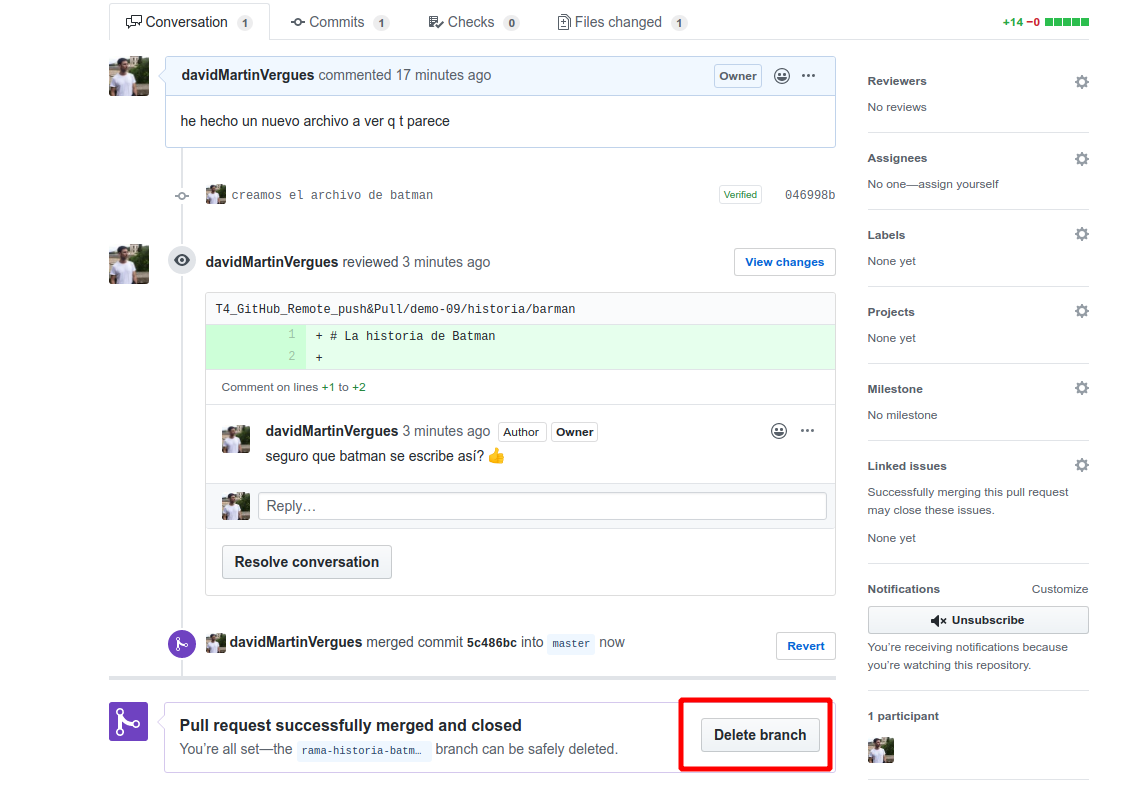 Conversation 1 Commits 1 Checks 0 Files changed 1 +14 −0
davidMartinVergues commented 17 minutes ago Owner
he hecho un nuevo archivo a ver q t parece
creamos el archivo de batman Verified 046998b
davidMartinVergues reviewed 3 minutes ago View changes
T4_GitHub_Remote_push&Pull/demo-09/historia/barman
1 + # La historia de Batman
2 +
Comment on lines +1 to +2
davidMartinVergues 3 minutes ago Author Owner
seguro que batman se escribe así? 👍
Reply…
Resolve conversation
davidMartinVergues merged commit 5c486bc into master now Revert
Pull request successfully merged and closed
You're all set—the rama-historia-batm… branch can be safely deleted.
Delete branch
Reviewers
No reviews
Assignees
No one—assign yourself
Labels
None yet
Projects
None yet
Milestone
No milestone
Linked issues
Successfully merging this pull request
may close these issues.
None yet
Notifications Customize
Unsubscribe
You're receiving notifications because
you're watching this repository.
1 participant